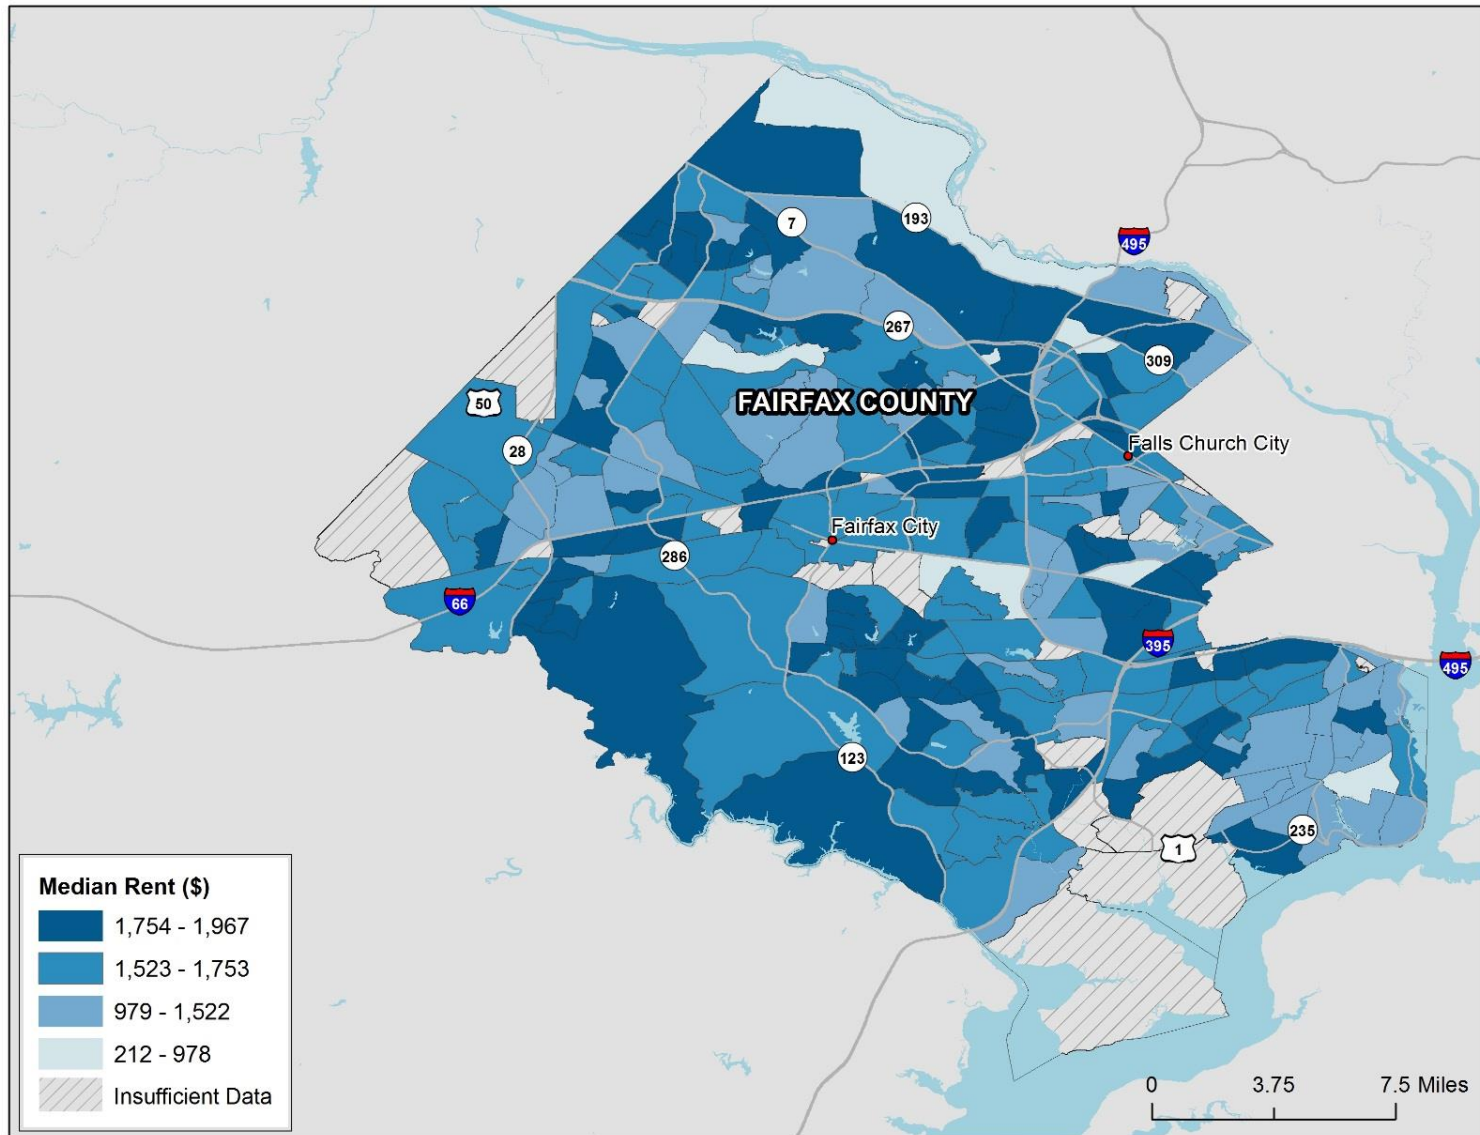 193
7
495
267
309
FAIRFAX COUNTY
50
28
Falls Church City
Fairfax City
286
66
395
495
123
235
1
Median Rent ($)
1,754 - 1,967
1,523 - 1,753
979 - 1,522
212 - 978
Insufficient Data
0 3.75 7.5 Miles